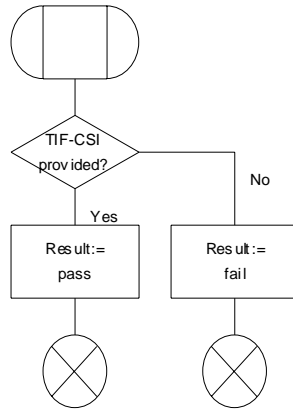 TIF-CSI
provided?
No
Yes
Result:=
pass
Result:=
fail